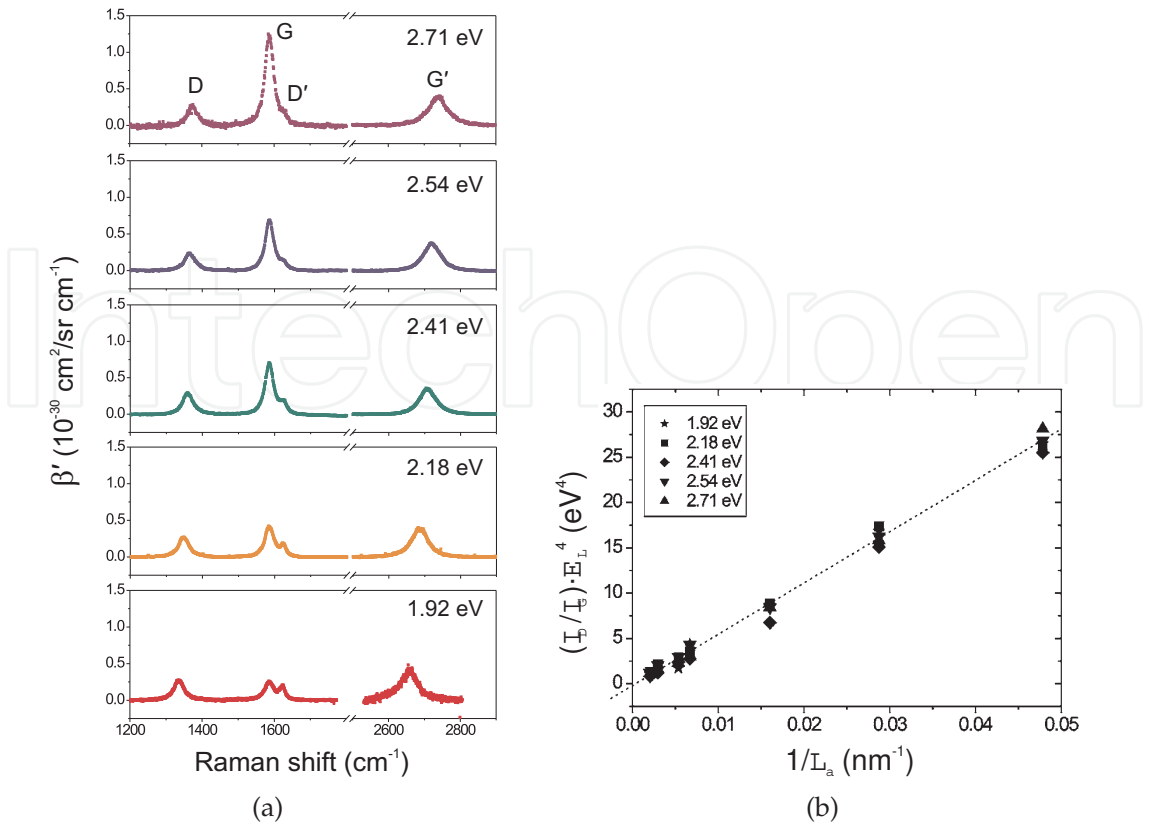 1.5
1.0
0.5
0.0
D
G
D′
G′
2.71 eV
1.5
1.0
0.5
0.0
2.54 eV
1.5
1.0
0.5
0.0
2.41 eV
1.5
1.0
0.5
0.0
2.18 eV
1.5
1.0
0.5
0.0
1.92 eV
1200 1400 1600 2600 2800
β′ (10⁻³⁰ cm²/sr cm⁻¹)
Raman shift (cm⁻¹)
(a)
IntechOpen
30
25
20
15
10
5
0
1.92 eV
2.18 eV
2.41 eV
2.54 eV
2.71 eV
(I_D/I_G)·E_L⁴ (eV⁴)
0.00 0.01 0.02 0.03 0.04 0.05
1/L_a (nm⁻¹)
(b)